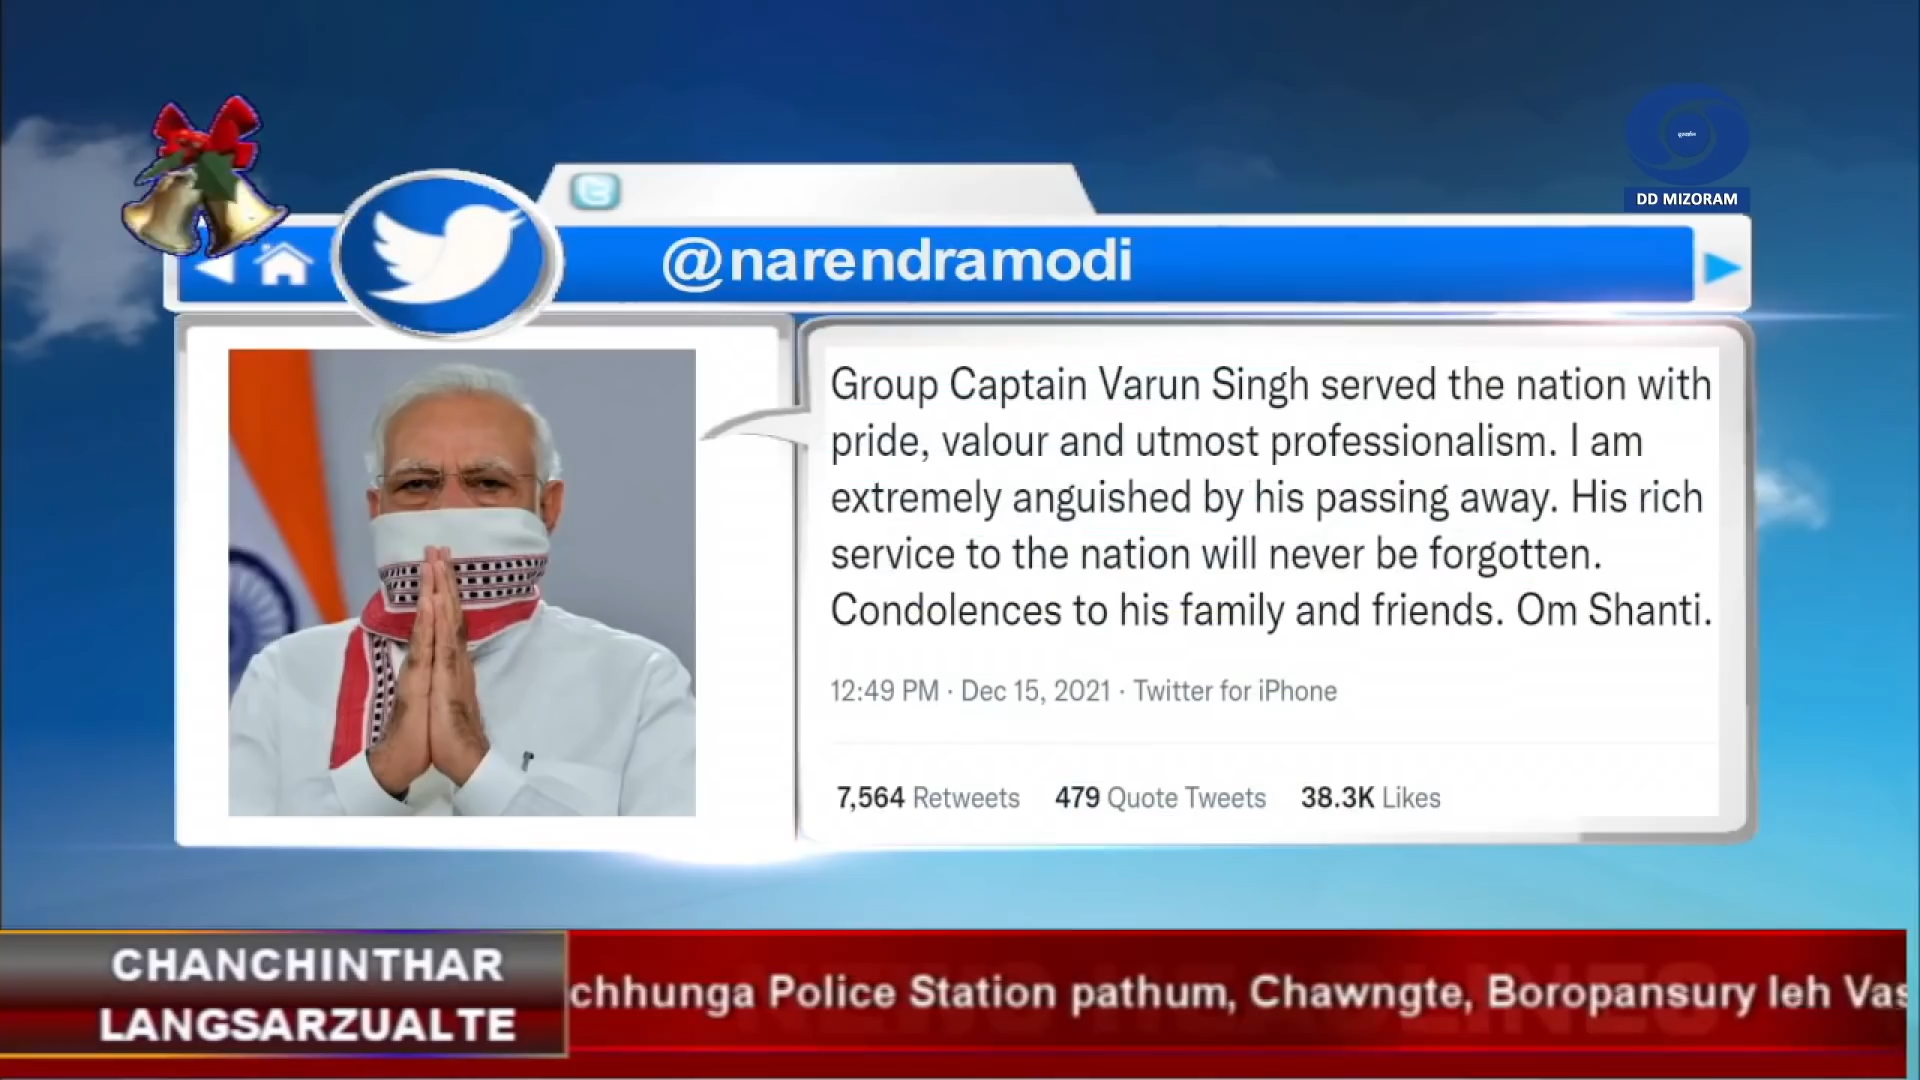 DD MIZORAM
@narendramodi
Group Captain Varun Singh served the nation with
pride, valour and utmost professionalism. I am
extremely anguished by his passing away. His rich
service to the nation will never be forgotten.
Condolences to his family and friends. Om Shanti.
12:49 PM · Dec 15, 2021 · Twitter for iPhone
7,564 Retweets 479 Quote Tweets 38.3K Likes
CHANCHINTHAR
LANGSARZUALTE
chhunga Police Station pathum, Chawngte, Boropansury leh Vas